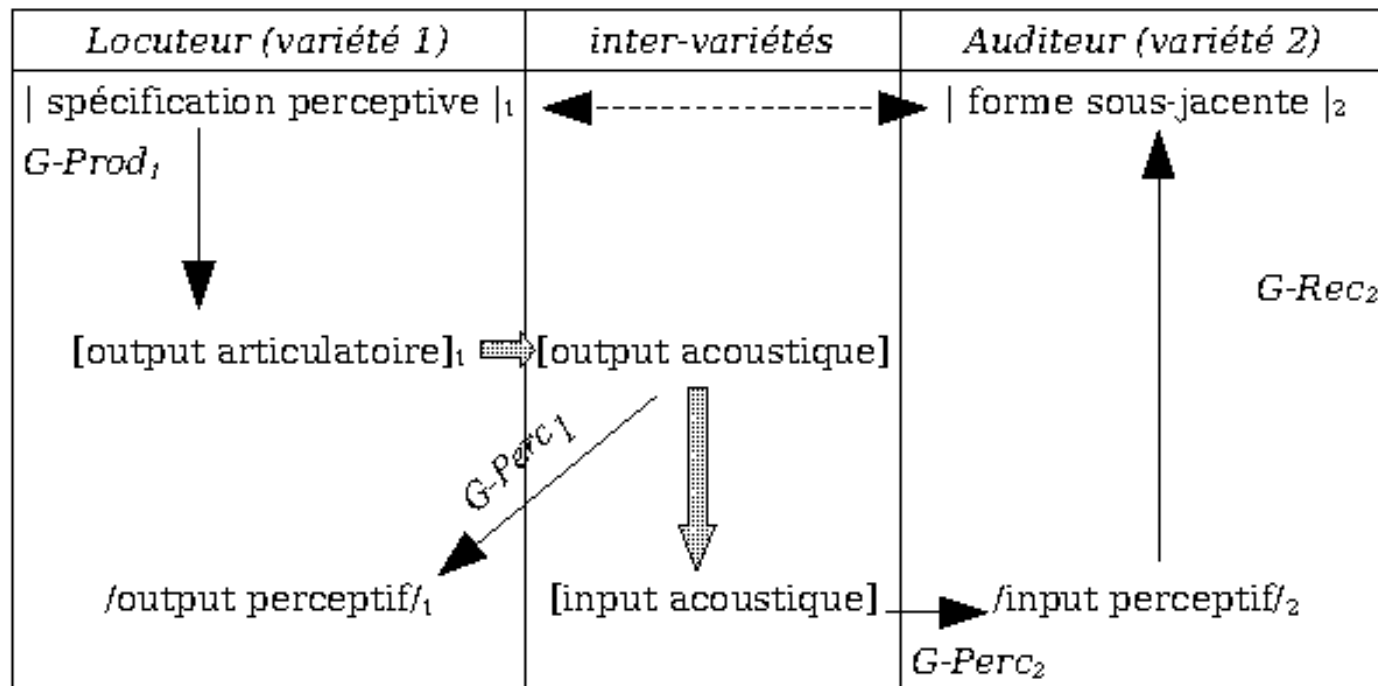 Locuteur (variété 1) inter-variétés Auditeur (variété 2)
| spécification perceptive |₁ | forme sous-jacente |₂
G-Prod₁
G-Rec₂
[output articulatoire]₁ [output acoustique]
G-Perc₁
/output perceptif/₁ [input acoustique] /input perceptif/₂
G-Perc₂